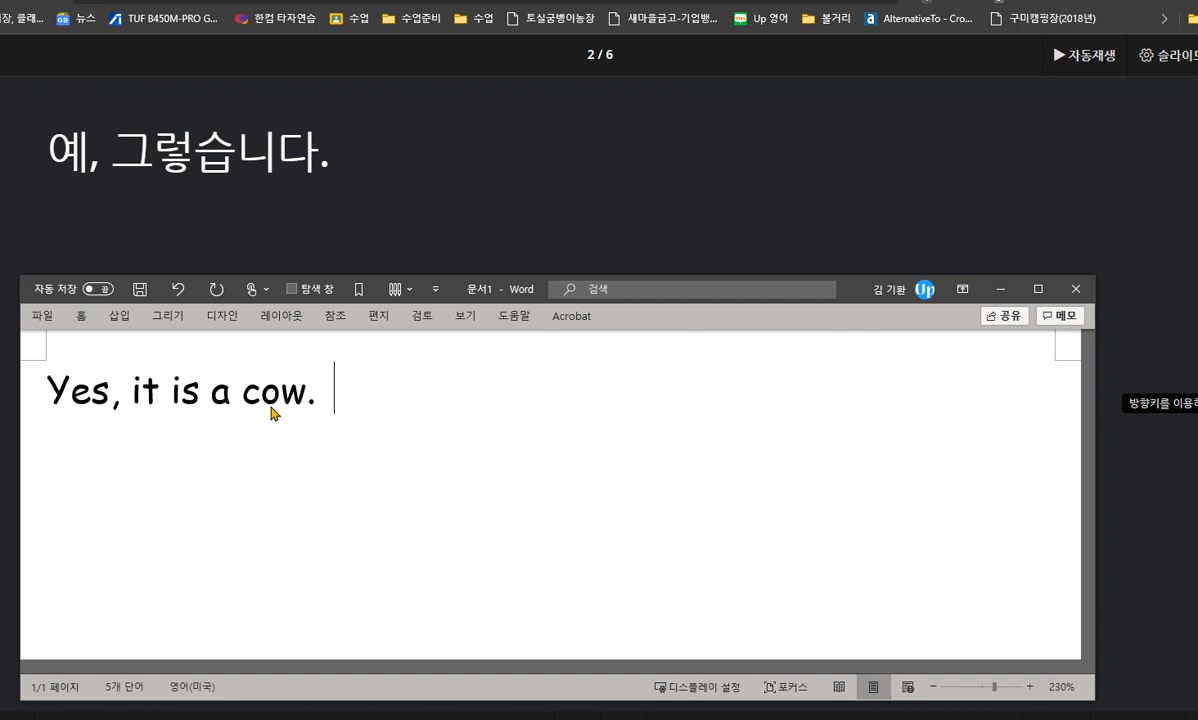 장, 클래... 뉴스 TUF B450M-PRO G... 한컴 타자연습 수업 수업준비 수업 토실굼벵이농장 새마을금고-기업뱅... Up 영어 볼거리 AlternativeTo - Cro... 구미캠핑장(2018년)
2 / 6 자동재생 슬라이드
예, 그렇습니다.
자동 저장 끔 탐색 창 문서1 - Word 검색 김 기환 Up
파일 홈 삽입 그리기 디자인 레이아웃 참조 편지 검토 보기 도움말 Acrobat 공유 메모
Yes, it is a cow.
방향키를 이용하
1/1 페이지 5개 단어 영어(미국) 디스플레이 설정 포커스 230%